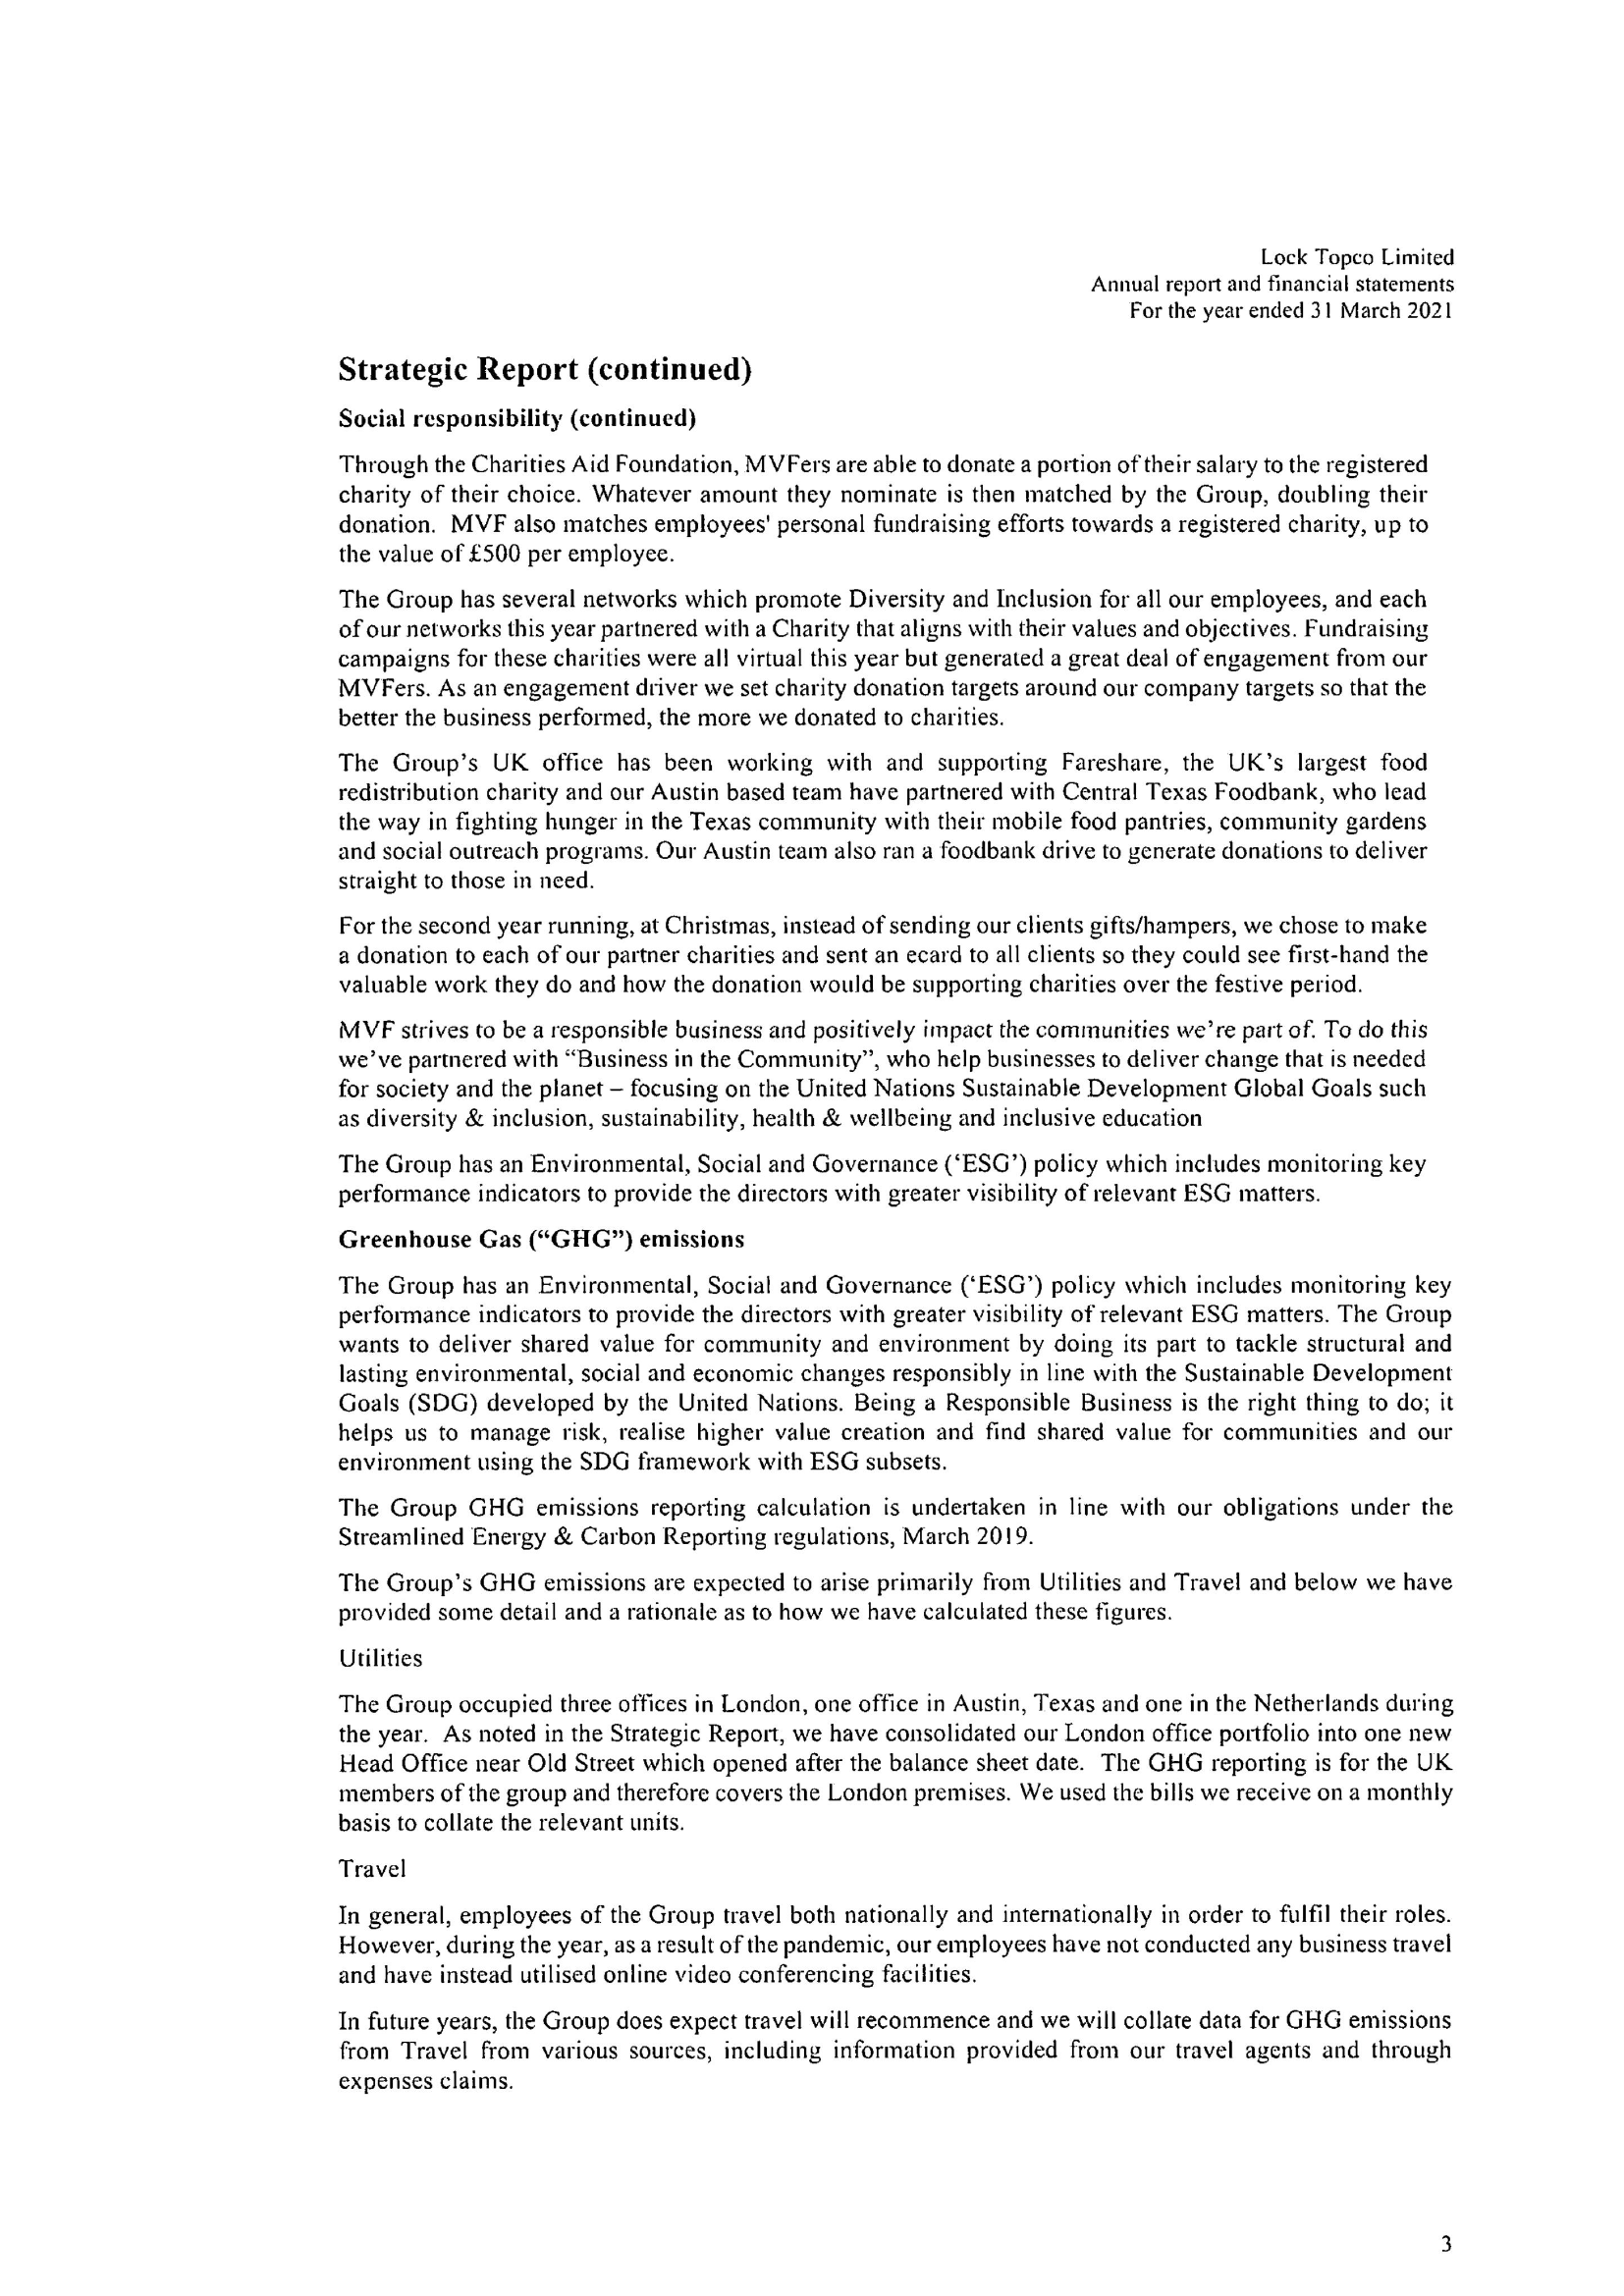 Lock Topco Limited
Annual report and financial statements
For the year ended 31 March 2021
Strategic Report (continued)
Social responsibility (continued)
Through the Charities Aid Foundation, MVFers are able to donate a portion of their salary to the registered
charity of their choice. Whatever amount they nominate is then matched by the Group, doubling their
donation. MVF also matches employees' personal fundraising efforts towards a registered charity, up to
the value of £500 per employee.
The Group has several networks which promote Diversity and Inclusion for all our employees, and each
of our networks this year partnered with a Charity that aligns with their values and objectives. Fundraising
campaigns for these charities were all virtual this year but generated a great deal of engagement from our
MVFers. As an engagement driver we set charity donation targets around our company targets so that the
better the business performed, the more we donated to charities.
The Group's UK office has been working with and supporting Fareshare, the UK's largest food
redistribution charity and our Austin based team have partnered with Central Texas Foodbank, who lead
the way in fighting hunger in the Texas community with their mobile food pantries, community gardens
and social outreach programs. Our Austin team also ran a foodbank drive to generate donations to deliver
straight to those in need.
For the second year running, at Christmas, instead of sending our clients gifts/hampers, we chose to make
a donation to each of our partner charities and sent an ecard to all clients so they could see first-hand the
valuable work they do and how the donation would be supporting charities over the festive period.
MVF strives to be a responsible business and positively impact the communities we're part of. To do this
we've partnered with “Business in the Community”, who help businesses to deliver change that is needed
for society and the planet – focusing on the United Nations Sustainable Development Global Goals such
as diversity & inclusion, sustainability, health & wellbeing and inclusive education
The Group has an Environmental, Social and Governance (‘ESG’) policy which includes monitoring key
performance indicators to provide the directors with greater visibility of relevant ESG matters.
Greenhouse Gas (“GHG”) emissions
The Group has an Environmental, Social and Governance (‘ESG’) policy which includes monitoring key
performance indicators to provide the directors with greater visibility of relevant ESG matters. The Group
wants to deliver shared value for community and environment by doing its part to tackle structural and
lasting environmental, social and economic changes responsibly in line with the Sustainable Development
Goals (SDG) developed by the United Nations. Being a Responsible Business is the right thing to do; it
helps us to manage risk, realise higher value creation and find shared value for communities and our
environment using the SDG framework with ESG subsets.
The Group GHG emissions reporting calculation is undertaken in line with our obligations under the
Streamlined Energy & Carbon Reporting regulations, March 2019.
The Group's GHG emissions are expected to arise primarily from Utilities and Travel and below we have
provided some detail and a rationale as to how we have calculated these figures.
Utilities
The Group occupied three offices in London, one office in Austin, Texas and one in the Netherlands during
the year. As noted in the Strategic Report, we have consolidated our London office portfolio into one new
Head Office near Old Street which opened after the balance sheet date. The GHG reporting is for the UK
members of the group and therefore covers the London premises. We used the bills we receive on a monthly
basis to collate the relevant units.
Travel
In general, employees of the Group travel both nationally and internationally in order to fulfil their roles.
However, during the year, as a result of the pandemic, our employees have not conducted any business travel
and have instead utilised online video conferencing facilities.
In future years, the Group does expect travel will recommence and we will collate data for GHG emissions
from Travel from various sources, including information provided from our travel agents and through
expenses claims.
3